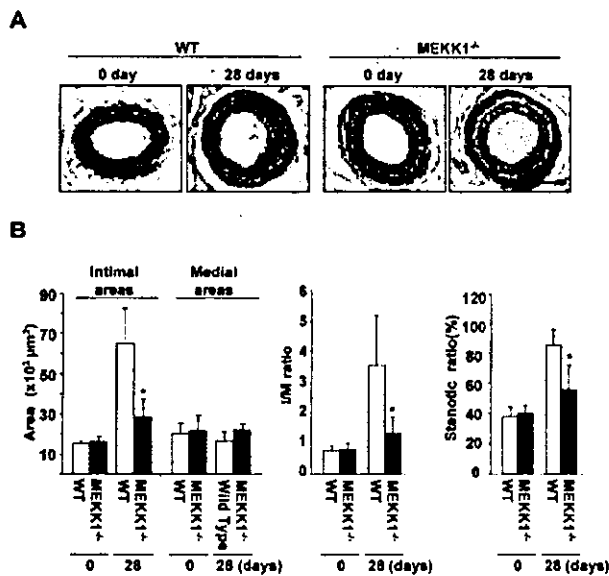 A
WT
MEKK1-/-
0 day
28 days
0 day
28 days
B
Intimal
areas
Medial
areas
Area (x10³ µm²)
90
70
50
30
10
*
WT
MEKK1-/-
WT
MEKK1-/-
WT
MEKK1-/-
Wild Type
MEKK1-/-
0
28
0
28 (days)
I/M ratio
6
5
4
3
2
1
0
*
WT
MEKK1-/-
WT
MEKK1-/-
0
28 (days)
Stenotic ratio(%)
120
100
80
60
40
20
0
*
WT
MEKK1-/-
WT
MEKK1-/-
0
28 (days)